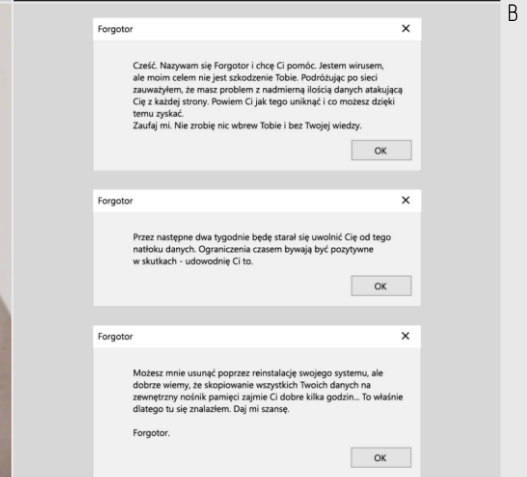 B
Forgotor
Cześć. Nazywam się Forgotor i chcę Ci pomóc. Jestem wirusem,
ale moim celem nie jest szkodzenie Tobie. Podróżując po sieci
zauważyłem, że masz problem z nadmierną ilością danych atakującą
Cię z każdej strony. Powiem Ci jak tego uniknąć i co możesz dzięki
temu zyskać.
Zaufaj mi. Nie zrobię nic wbrew Tobie i bez Twojej wiedzy.
OK
Forgotor
Przez następne dwa tygodnie będę starał się uwolnić Cię od tego
natłoku danych. Ograniczenia czasem bywają być pozytywne
w skutkach - udowodnię Ci to.
OK
Forgotor
Możesz mnie usunąć poprzez reinstalację swojego systemu, ale
dobrze wiemy, że skopiowanie wszystkich Twoich danych na
zewnętrzny nośnik pamięci zajmie Ci dobre kilka godzin... To właśnie
dlatego tu się znalazłem. Daj mi szansę.
Forgotor.
OK